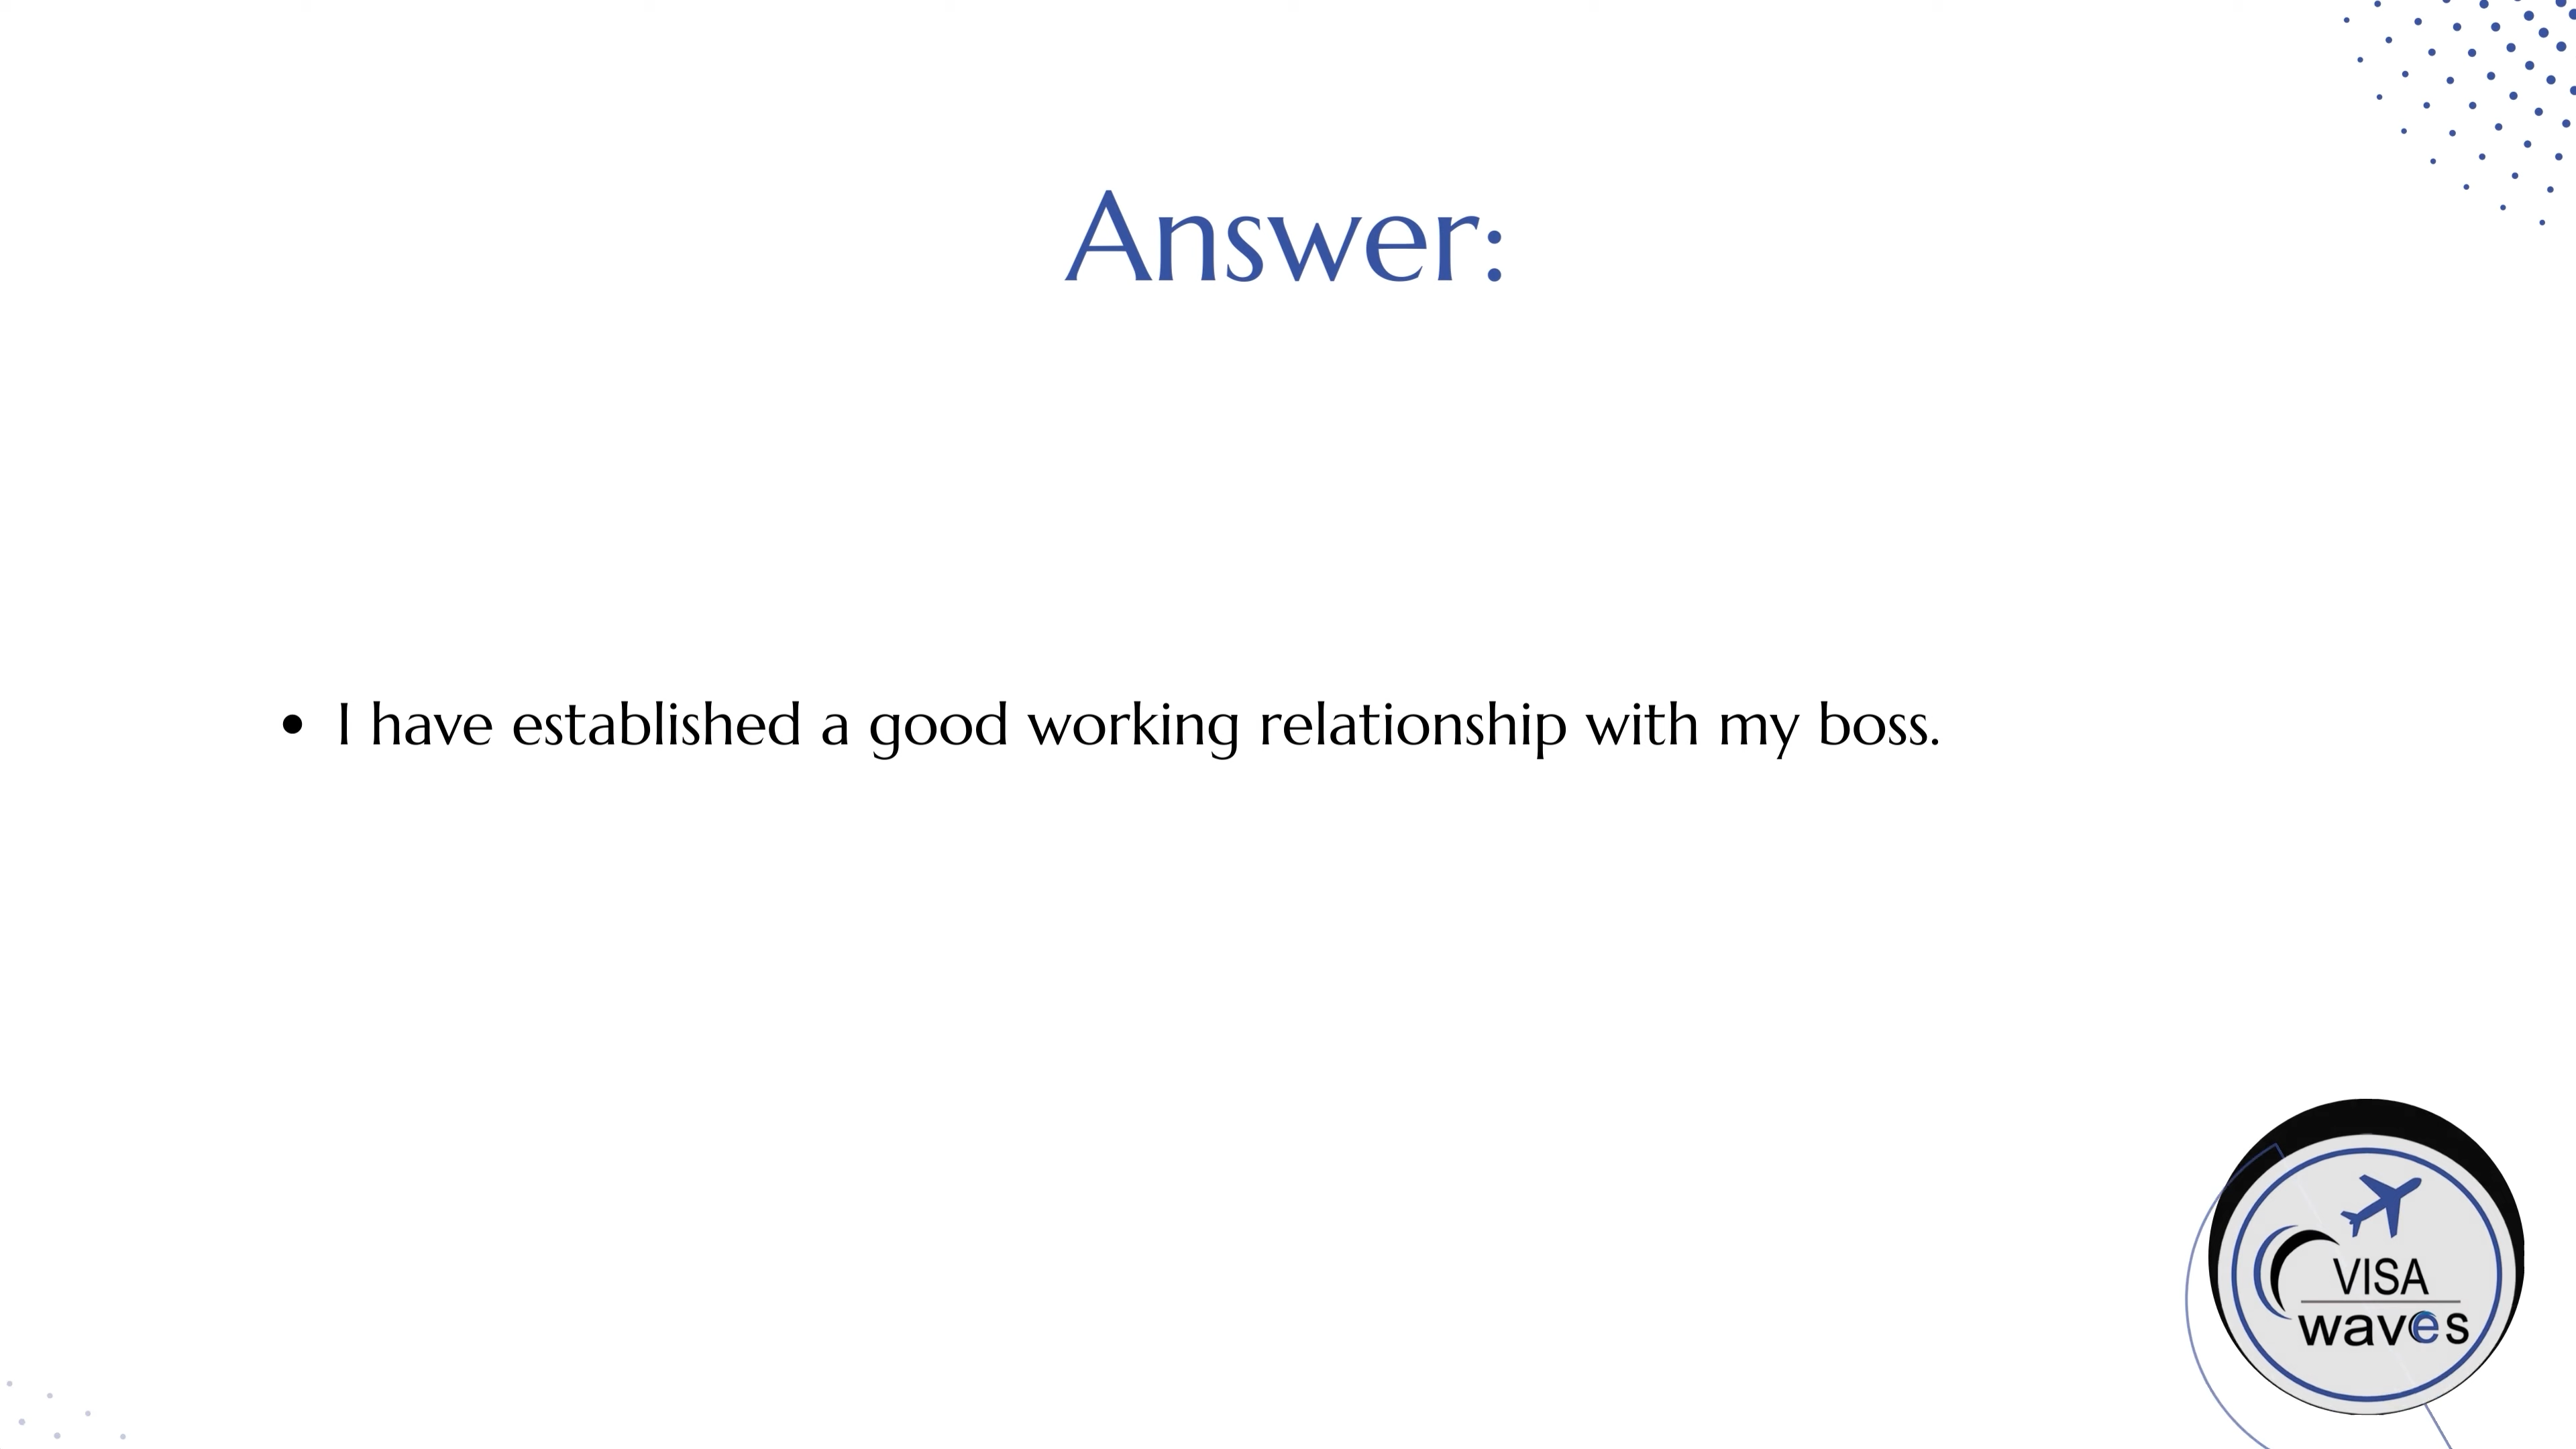 Answer:
• I have established a good working relationship with my boss.
VISA
waves